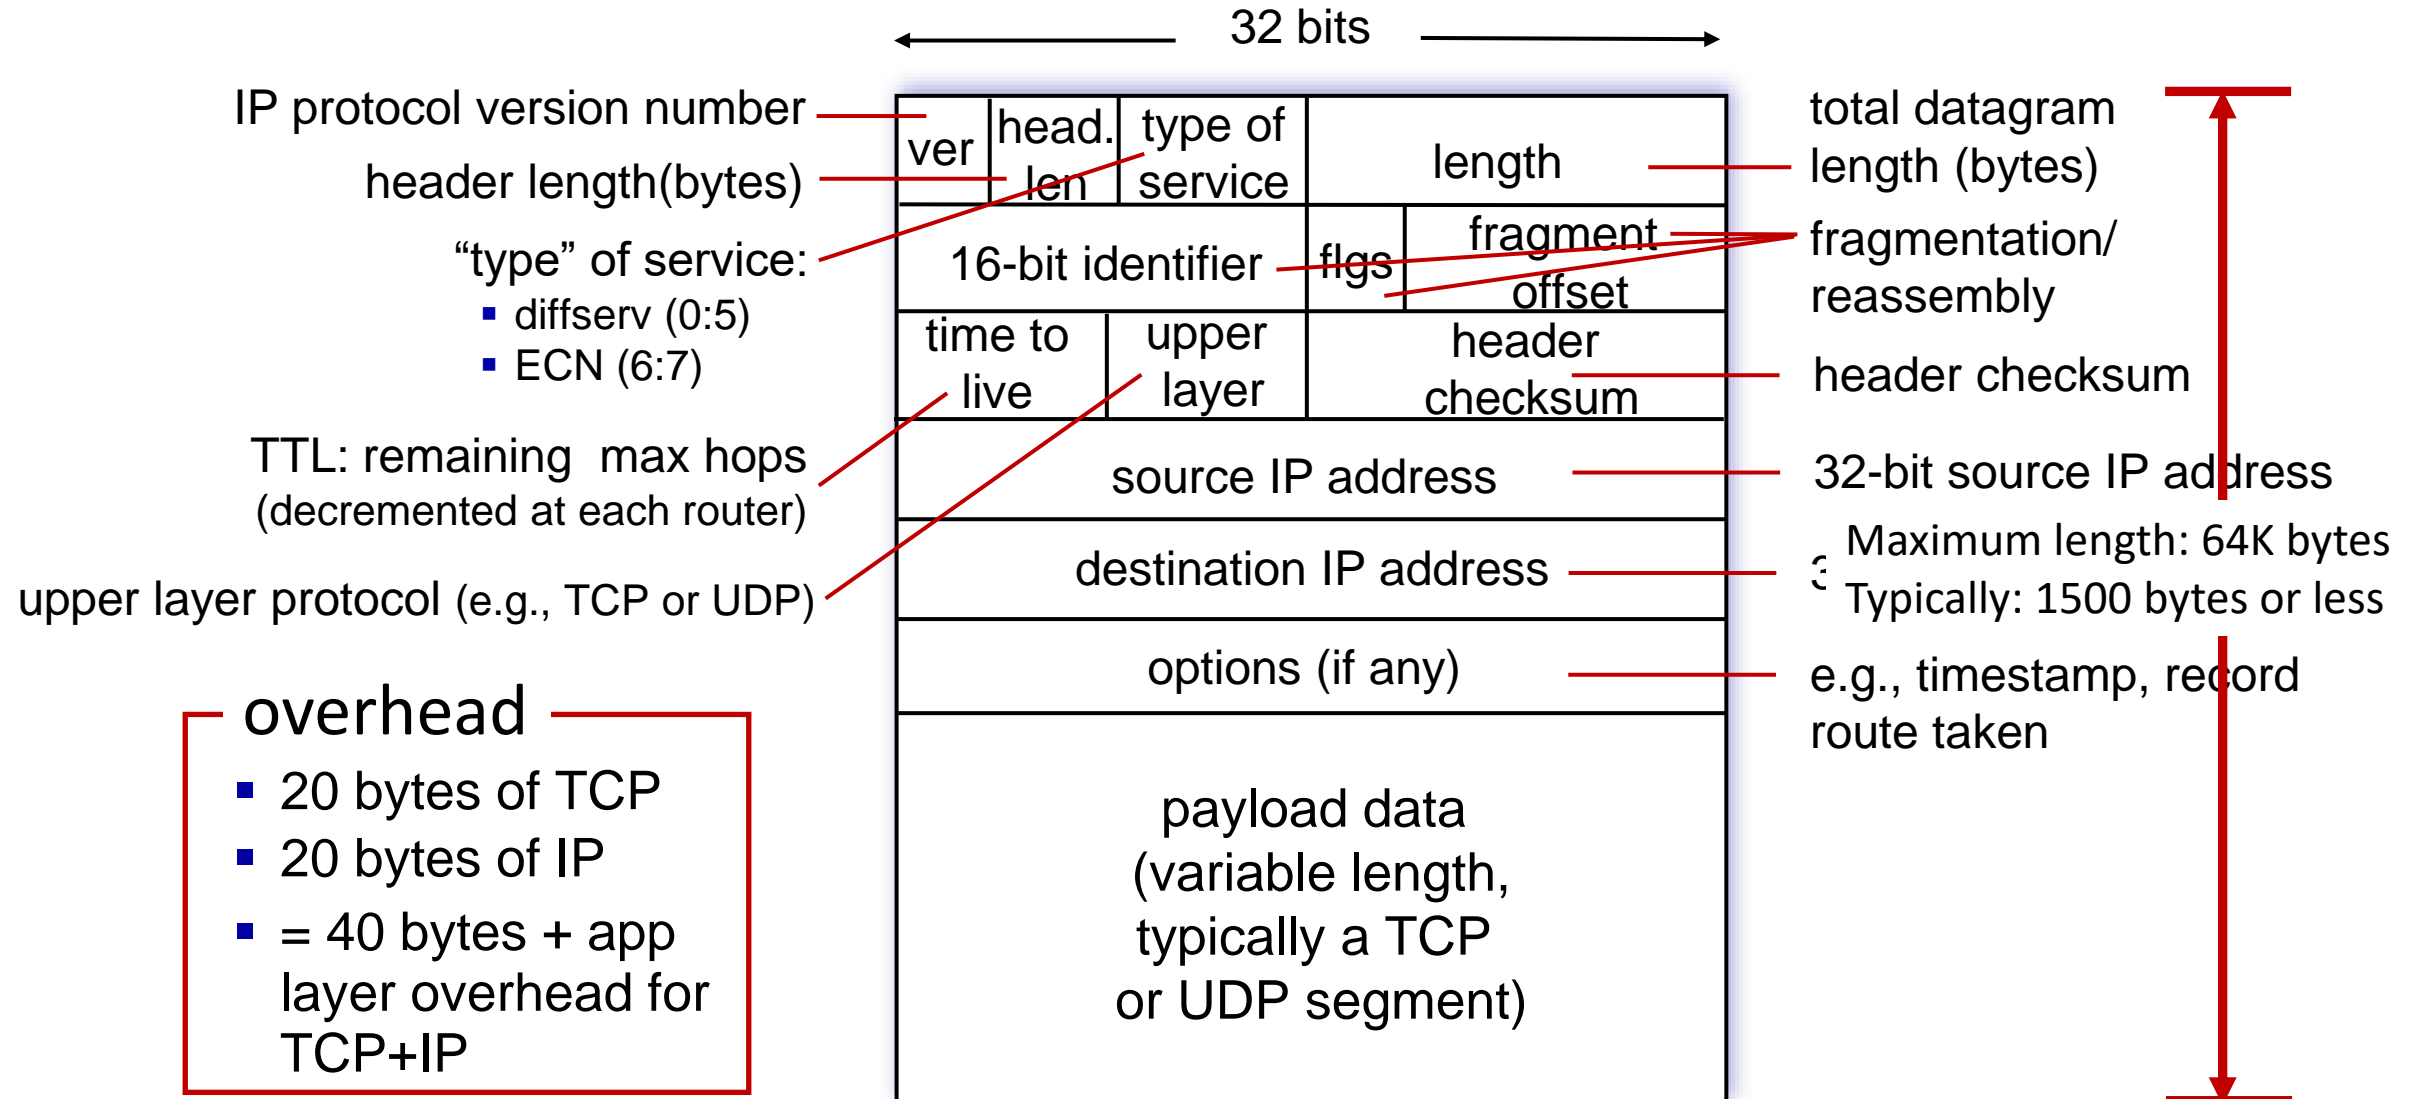 32 bits
IP protocol version number
header length(bytes)
“type” of service:
▪ diffserv (0:5)
▪ ECN (6:7)
TTL: remaining max hops
(decremented at each router)
upper layer protocol (e.g., TCP or UDP)
overhead
▪ 20 bytes of TCP
▪ 20 bytes of IP
▪ = 40 bytes + app
layer overhead for
TCP+IP
ver
head.
len
type of
service
length
16-bit identifier
flgs
fragment
offset
time to
live
upper
layer
header
checksum
source IP address
destination IP address
options (if any)
payload data
(variable length,
typically a TCP
or UDP segment)
total datagram
length (bytes)
fragmentation/
reassembly
header checksum
32-bit source IP address
Maximum length: 64K bytes
Typically: 1500 bytes or less
e.g., timestamp, record
route taken